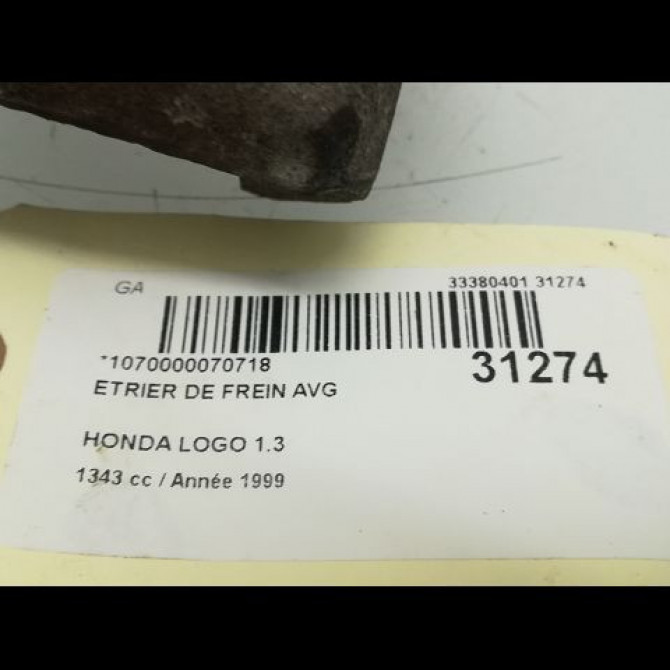 GA 33380401 31274
*1070000070718 31274
ETRIER DE FREIN AVG
HONDA LOGO 1.3
1343 cc / Année 1999